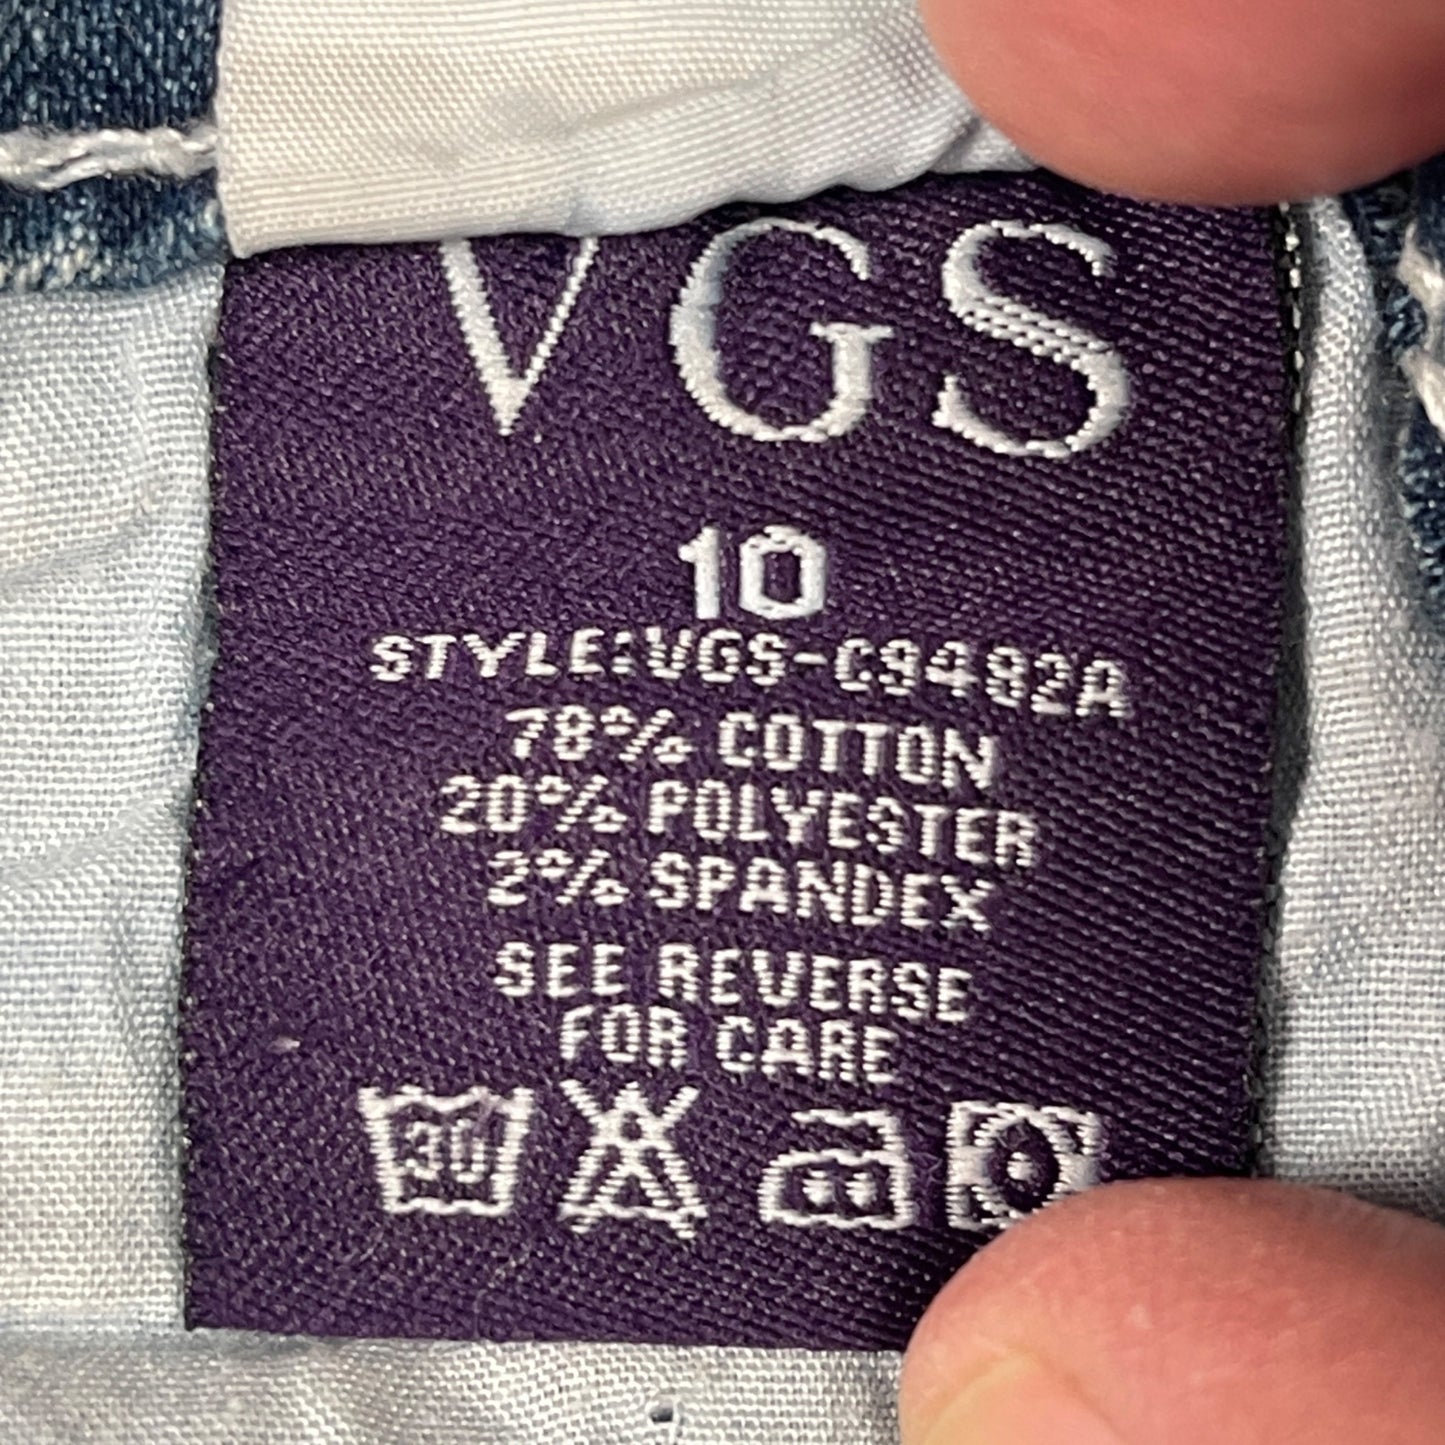 VGS
10
STYLE:VGS-C9482A
78% COTTON
20% POLYESTER
2% SPANDEX
SEE REVERSE
FOR CARE
30